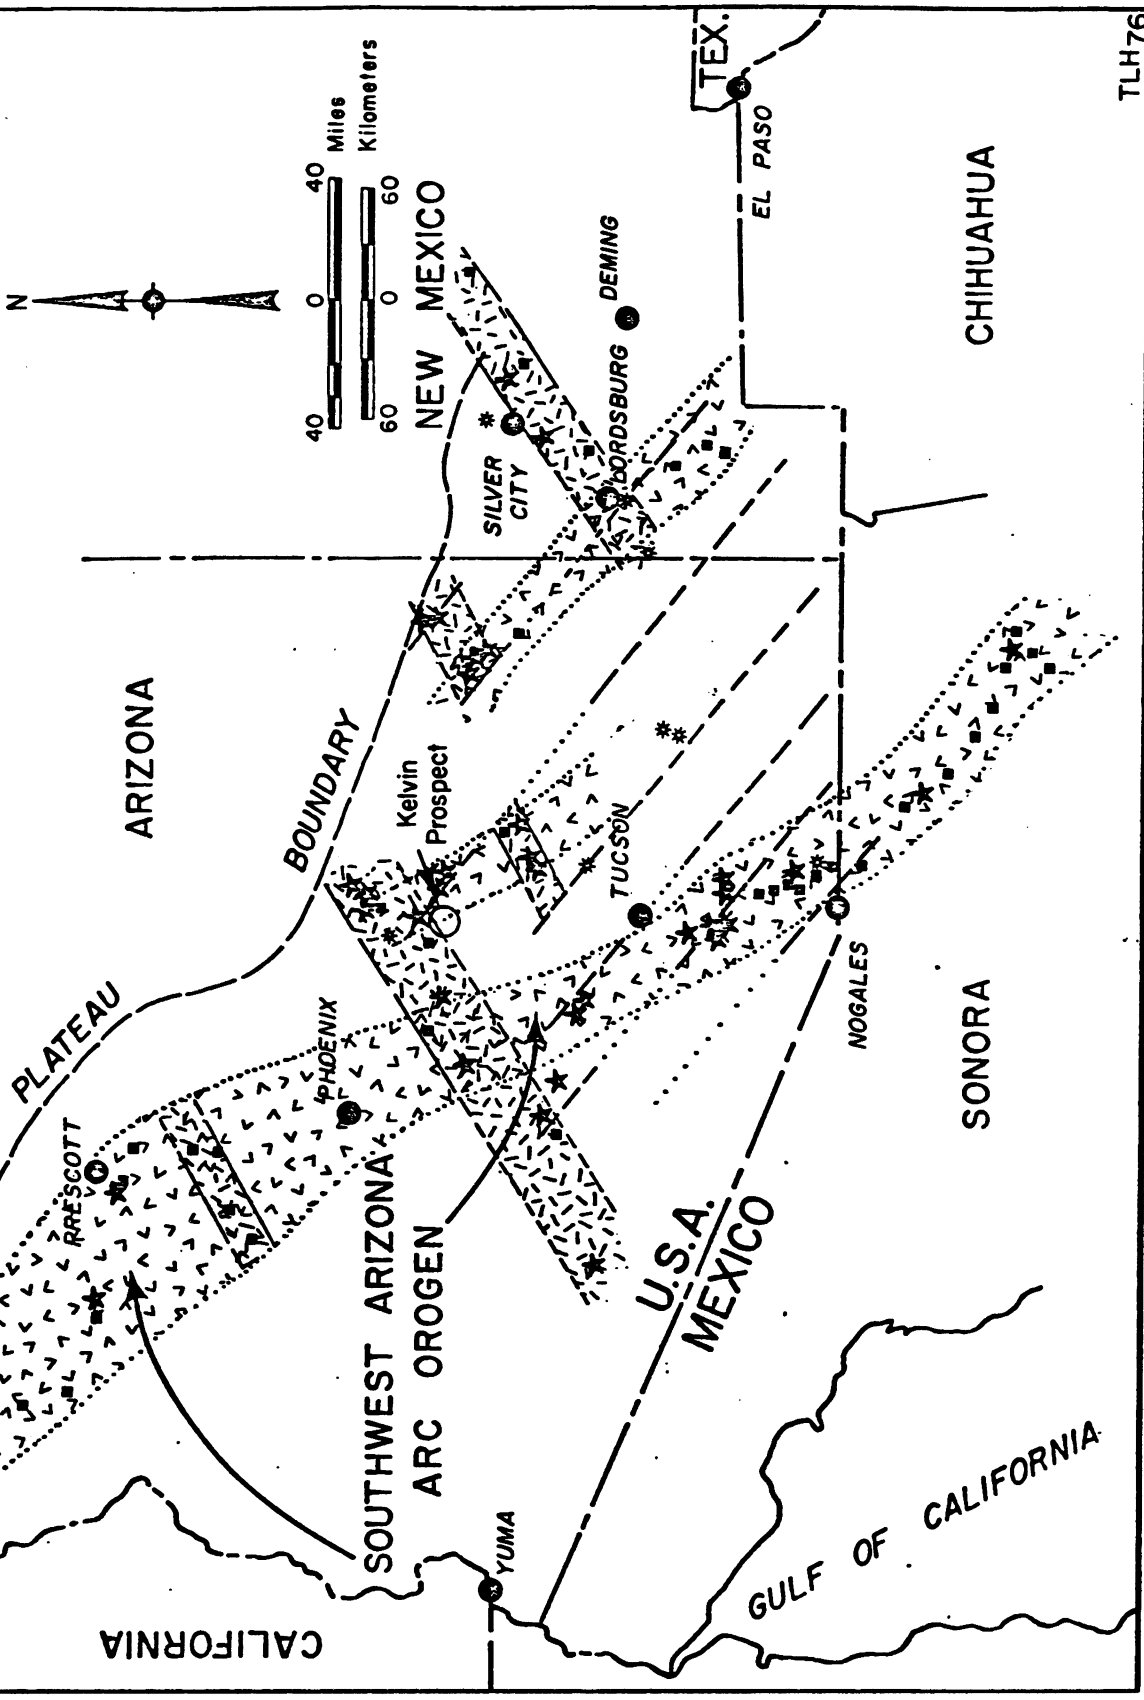 N
40 0 40
Miles
Kilometers
60 0 60
NEW MEXICO
ARIZONA
PLATEAU
BOUNDARY
CALIFORNIA
RRESCOTT
PHOENIX
Kelvin
Prospect
SILVER
CITY
LORDSBURG
DEMING
TEX.
EL PASO
TUCSON
SOUTHWEST ARIZONA
ARC OROGEN
YUMA
U.S.A.
MEXICO
NOGALES
SONORA
CHIHUAHUA
GULF OF CALIFORNIA
TLH76